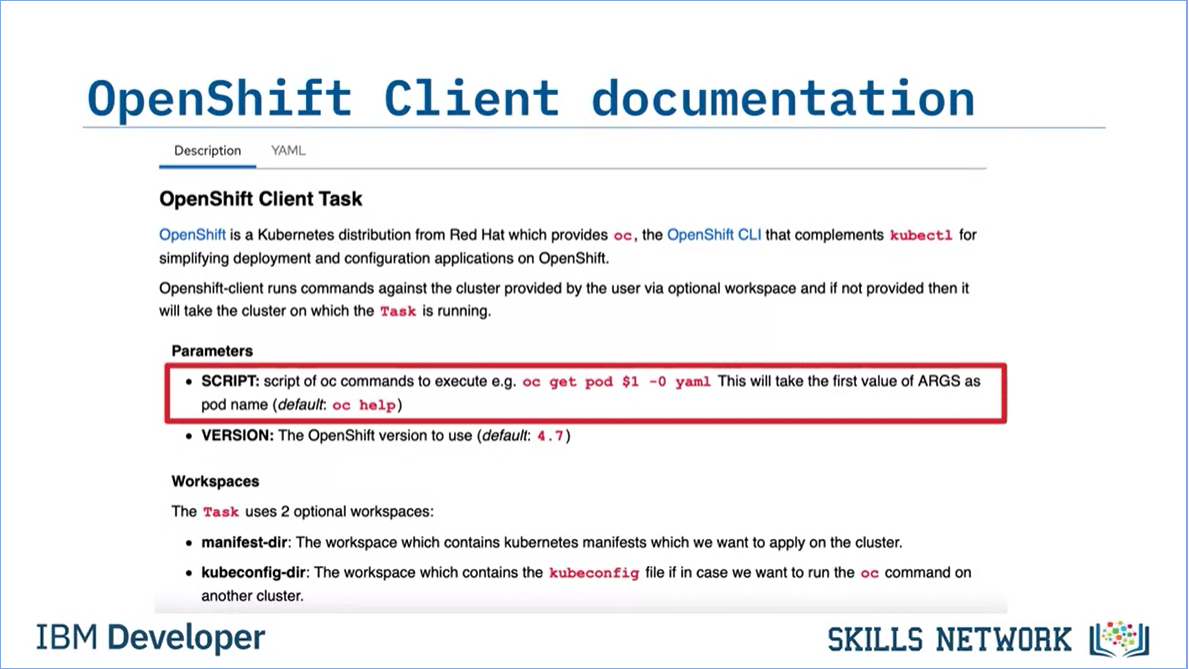 OpenShift Client documentation
Description YAML
OpenShift Client Task
OpenShift is a Kubernetes distribution from Red Hat which provides oc, the OpenShift CLI that complements kubectl for
simplifying deployment and configuration applications on OpenShift.
Openshift-client runs commands against the cluster provided by the user via optional workspace and if not provided then it
will take the cluster on which the Task is running.
Parameters
• SCRIPT: script of oc commands to execute e.g. oc get pod $1 -0 yaml This will take the first value of ARGS as
pod name (default: oc help)
• VERSION: The OpenShift version to use (default: 4.7)
Workspaces
The Task uses 2 optional workspaces:
• manifest-dir: The workspace which contains kubernetes manifests which we want to apply on the cluster.
• kubeconfig-dir: The workspace which contains the kubeconfig file if in case we want to run the oc command on
another cluster.
IBM Developer
SKILLS NETWORK